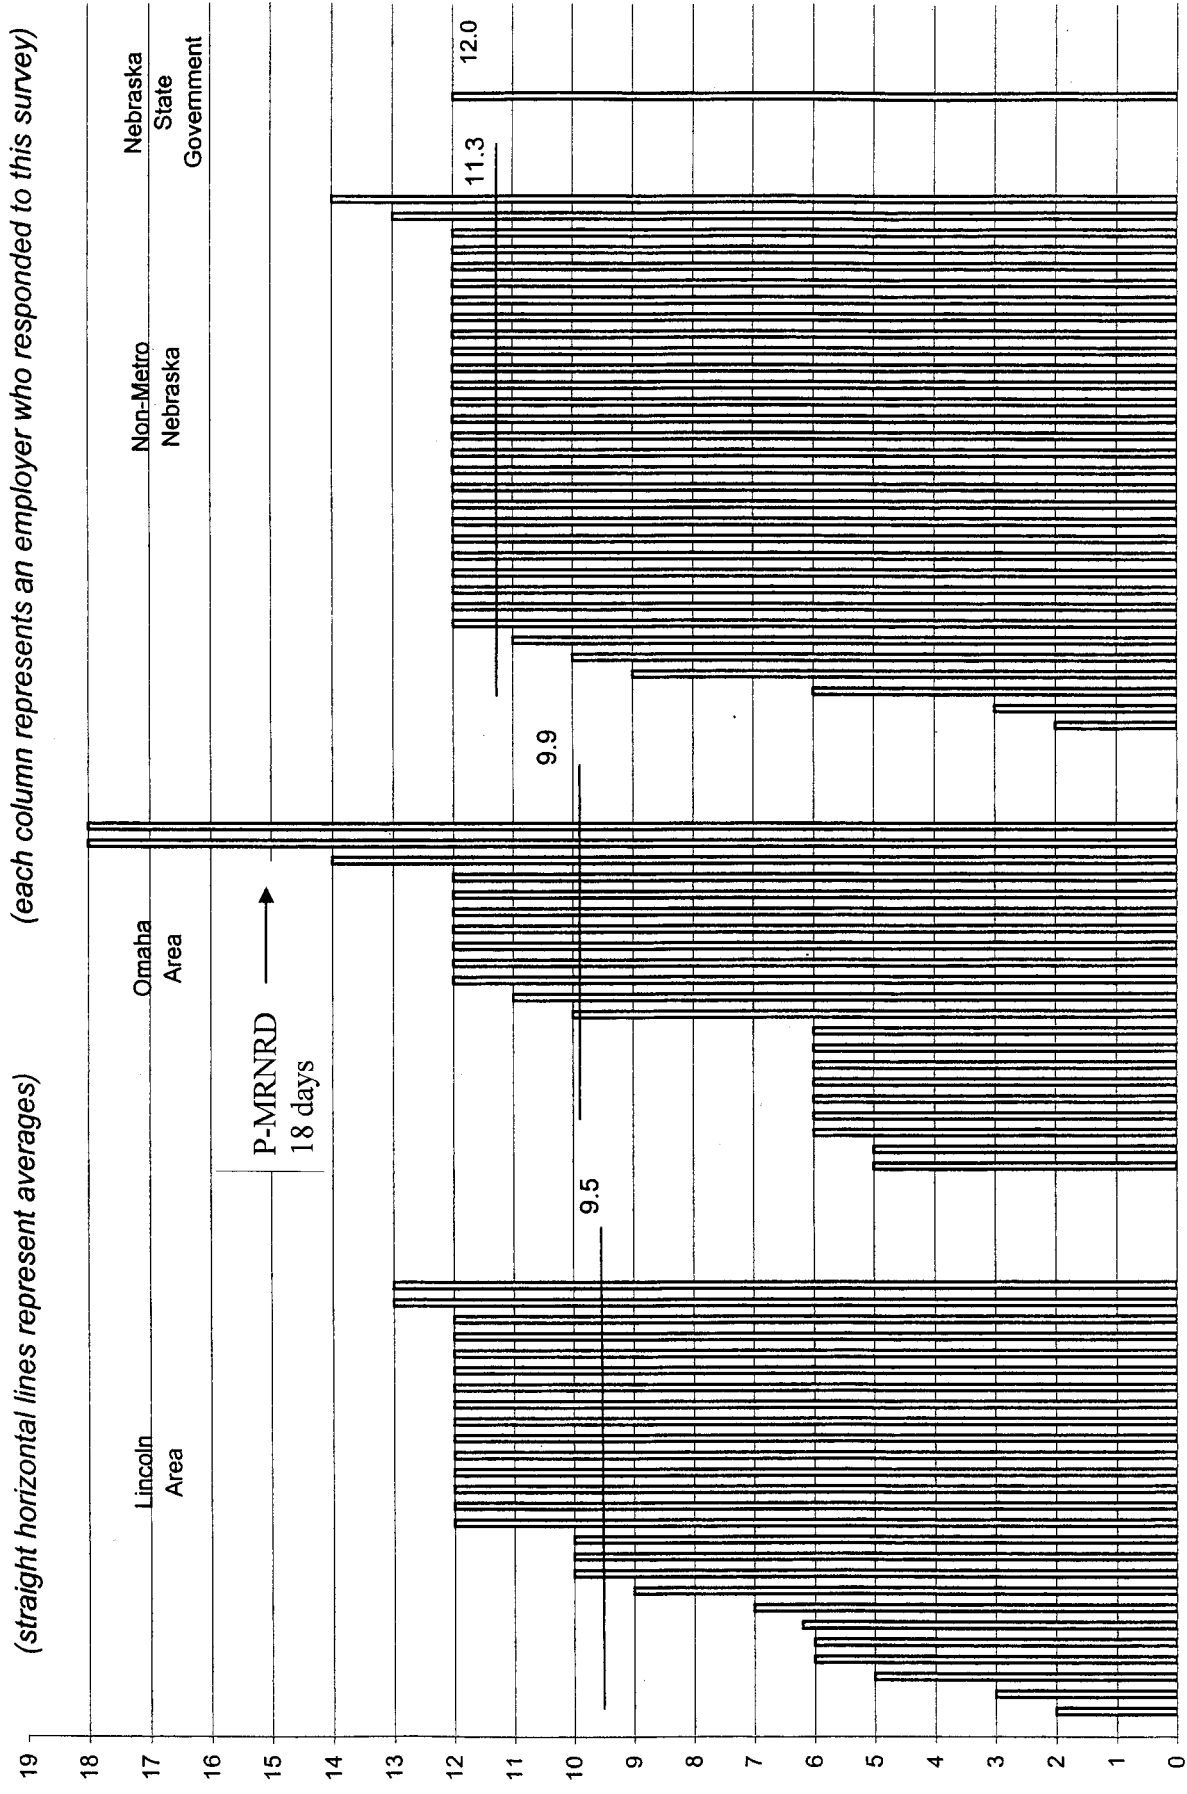 (straight horizontal lines represent averages)
(each column represents an employer who responded to this survey)
19
18
17
16
15
14
13
12
11
10
9
8
7
6
5
4
3
2
1
0
Lincoln
Area
9.5
P-MRNRD
18 days
Omaha
Area
9.9
Non-Metro
Nebraska
11.3
Nebraska
State
Government
12.0